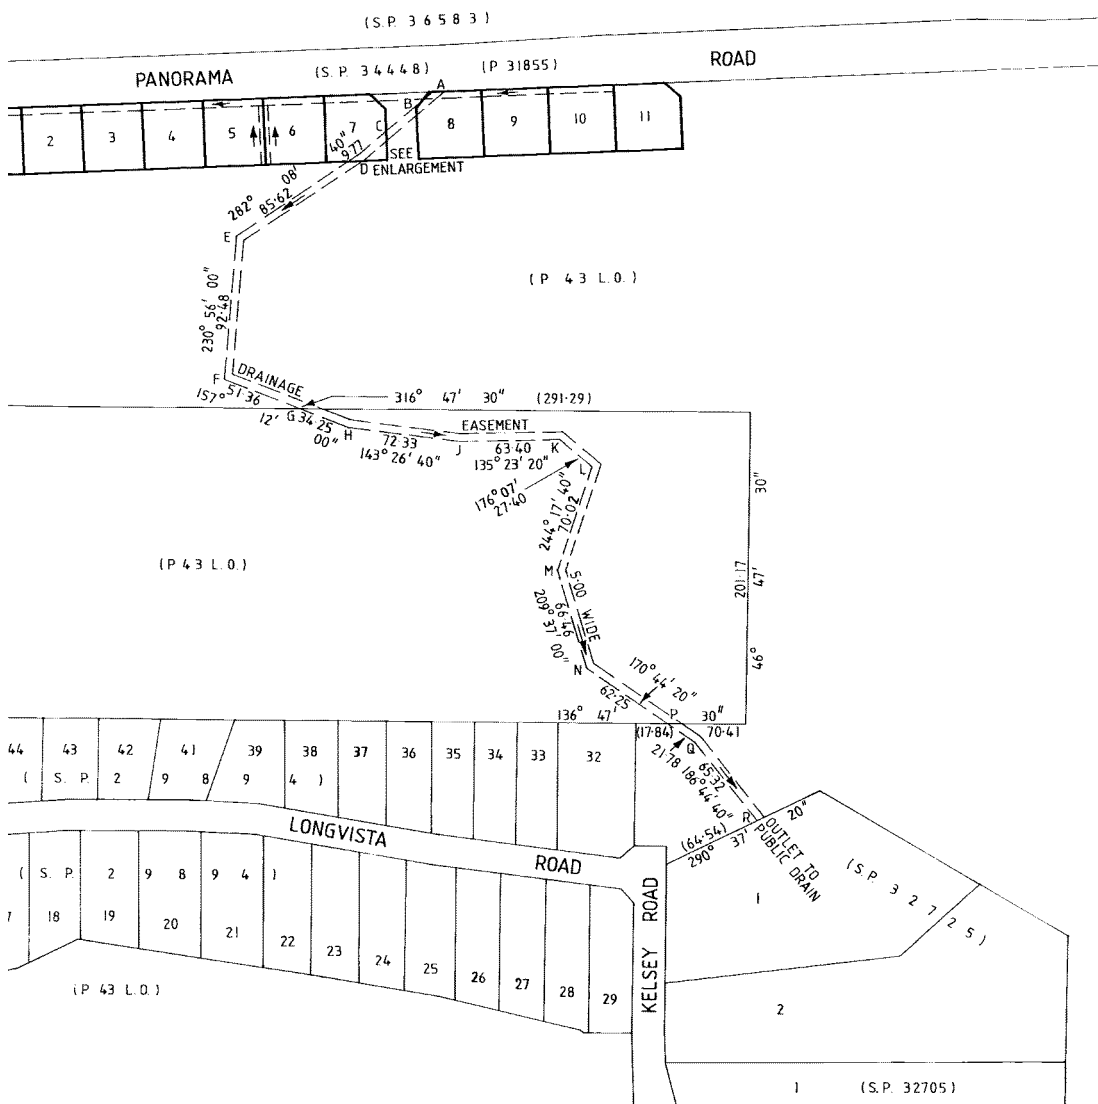 (S.P. 36583)
PANORAMA
(S.P. 34448)
(P 31855)
ROAD
A
B
C
2
3
4
5
6
7
8
9
10
11
SEE
D ENLARGEMENT
40"
9.77
08'
85.62
282°
E
(P 43 L.O.)
230° 56' 00"
92.48
F
DRAINAGE
51.36
157°
12'
00"
G 34.25
H
316° 47' 30" (291.29)
EASEMENT
72.33
143° 26' 40"
J
63.40
135° 23' 20"
K
L
176° 07'
27.40
244° 17' 40"
70.02
30"
47'
46°
201.17
(P 43 L.O.)
M
5.00 WIDE
66.46
209° 37' 00"
N
170° 44' 20"
62.25
P
136° 47'
30"
(17.84)
70.41
Q
21.78 186° 44' 40"
65.32
R
20"
37'
290°
(64.54)
OUTLET TO
PUBLIC DRAIN
44
43
42
41
39
38
37
36
35
34
33
32
(S.P. 29894)
LONGVISTA
ROAD
(S.P. 29894)
7
18
19
20
21
22
23
24
25
26
27
28
29
KELSEY ROAD
(P 43 L.O.)
1
(S.P. 32725)
2
1
(S.P. 32705)